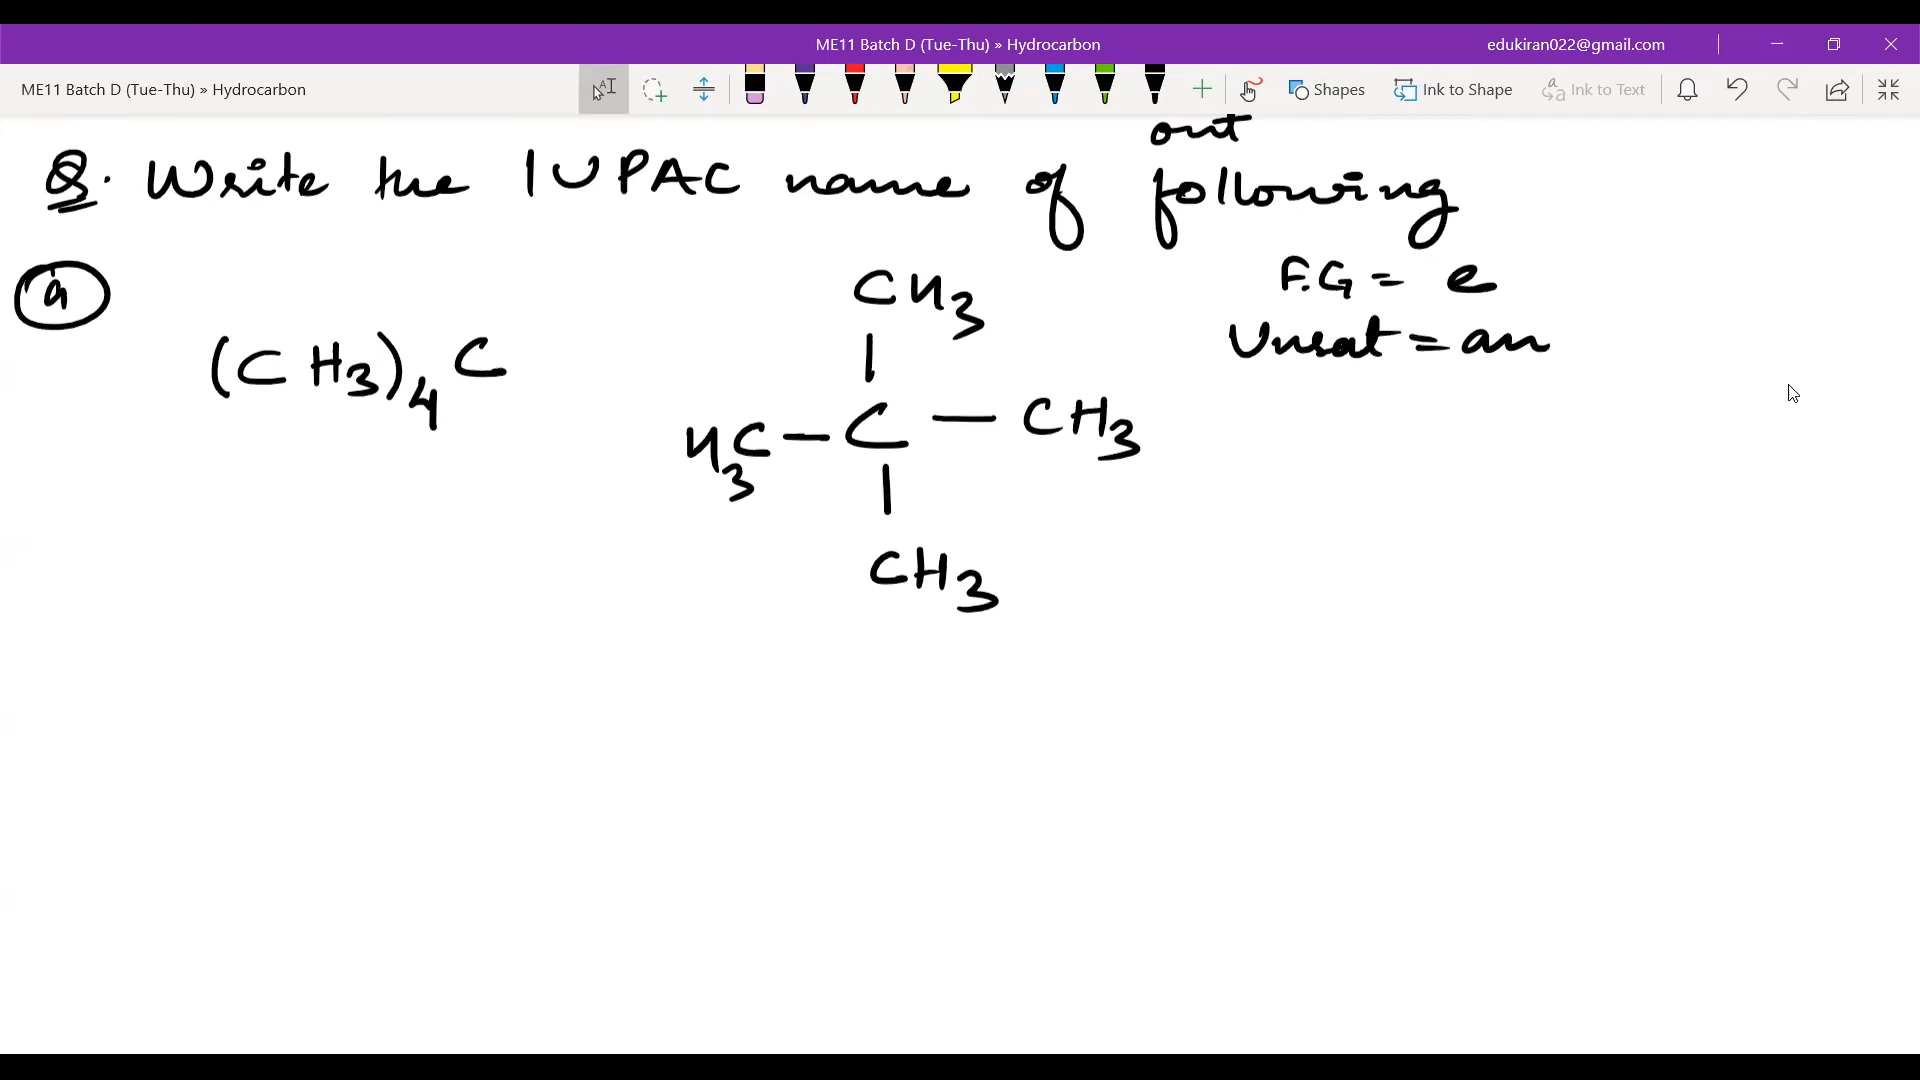 ME11 Batch D (Tue-Thu) » Hydrocarbon
edukiran022@gmail.com
ME11 Batch D (Tue-Thu) » Hydrocarbon
Shapes
Ink to Shape
Ink to Text
out
Q. Write the IUPAC name of following
a
F.G = e
Unsat = an
(CH3)4 C
CH3
|
H3C - C - CH3
|
CH3